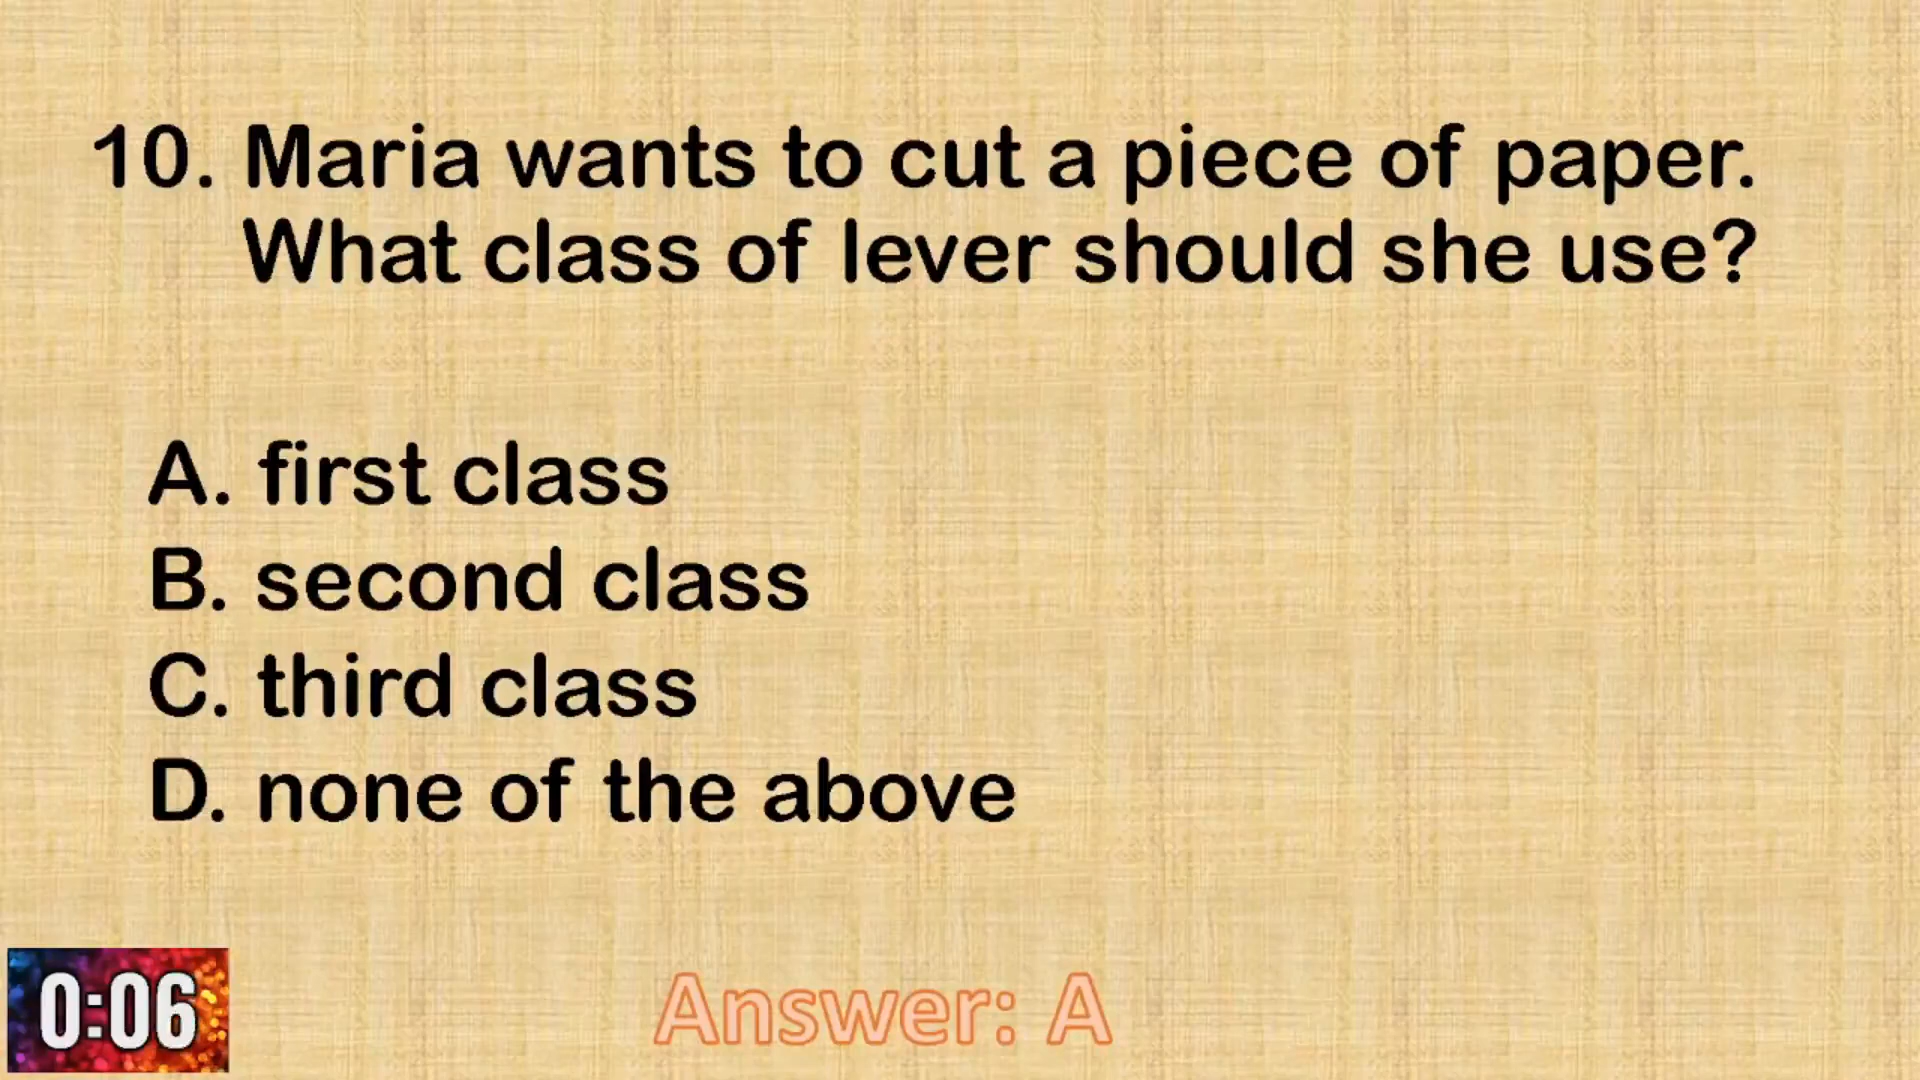 10. Maria wants to cut a piece of paper.
What class of lever should she use?
A. first class
B. second class
C. third class
D. none of the above
0:06
Answer: A